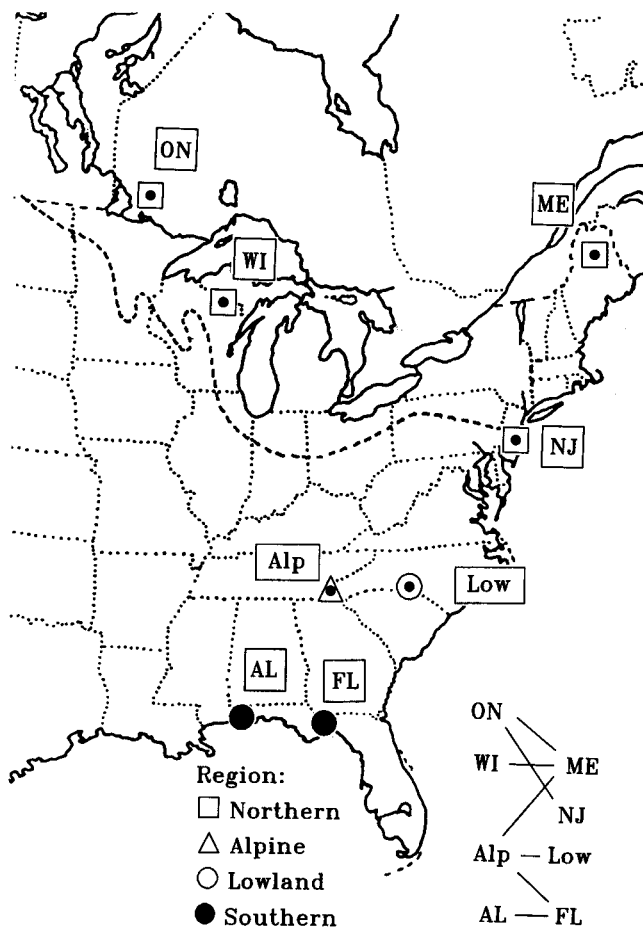 ON
ME
WI
NJ
Alp
Low
AL
FL
Region:
Northern
Alpine
Lowland
Southern
ON
WI ME
NJ
Alp Low
AL FL